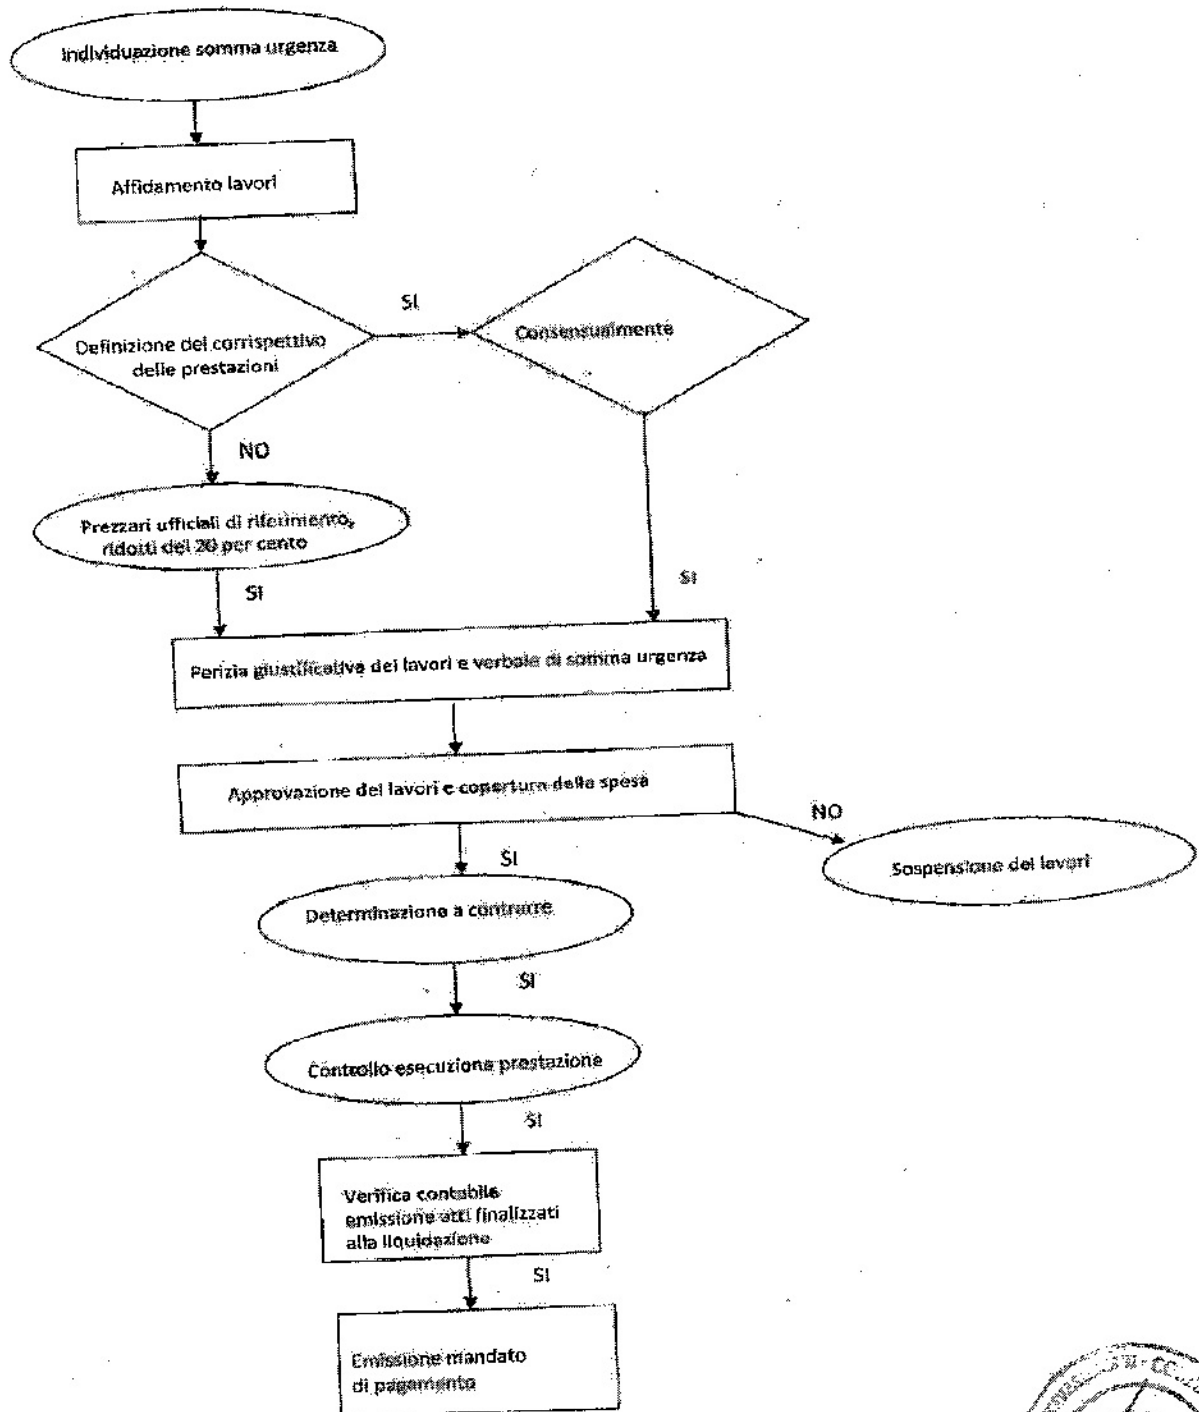 Individuazione somma urgenza
Affidamento lavori
SI
Definizione del corrispettivo
delle prestazioni
Consensualmente
NO
Prezzari ufficiali di riferimento,
ridotti del 20 per cento
SI
SI
Perizia giustificativa dei lavori e verbale di somma urgenza
Approvazione dei lavori e copertura della spesa
NO
Sospensione dei lavori
SI
Determinazione a contrarre
SI
Controllo esecuzione prestazione
SI
Verifica contabile
emissione atti finalizzati
alla liquidazione
SI
Emissione mandato
di pagamento